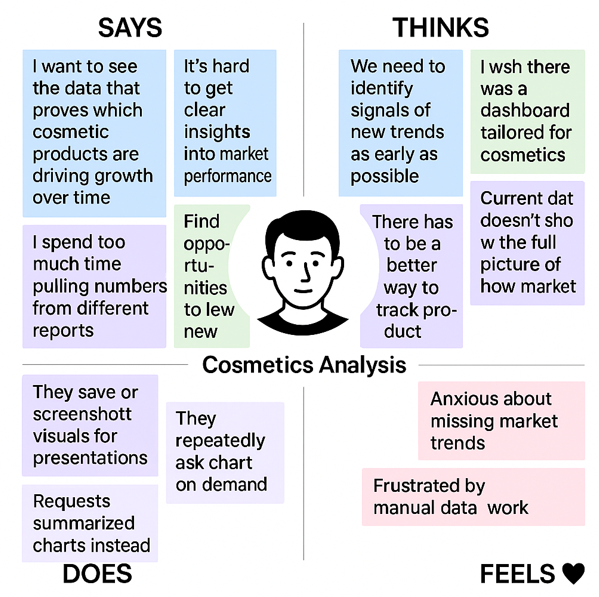 SAYS
I want to see
the data that
proves which
cosmetic
products are
driving growth
over time
It's hard
to get
clear
insights
into market
performance
I spend too
much time
pulling numbers
from different
reports
Find
oppo-
rtu-
nities
to lew
new
THINKS
We need to
identify
signals of
new trends
as early as
possible
I wsh there
was a
dashboard
tailored for
cosmetics
There has
to be a
better
way to
track pro-
duct
Current dat
doesn't sho
w the full
picture of
how market
Cosmetics Analysis
They save or
screenshott
visuals for
presentations
They
repeatedly
ask chart
on demand
Requests
summarized
charts instead
DOES
Anxious about
missing market
trends
Frustrated by
manual data work
FEELS